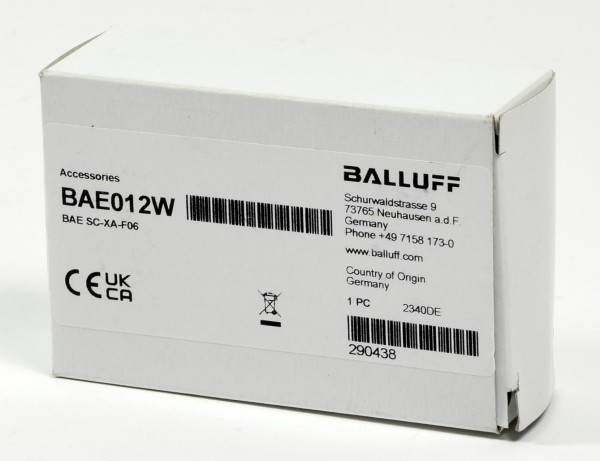 Accessories
BAE012W
BAE SC-XA-F06
CE UK
CA
BALLUFF
Schurwaldstrasse 9
73765 Neuhausen a.d.F.
Germany
Phone +49 7158 173-0
www.balluff.com
Country of Origin
Germany
1 PC 2340DE
290438